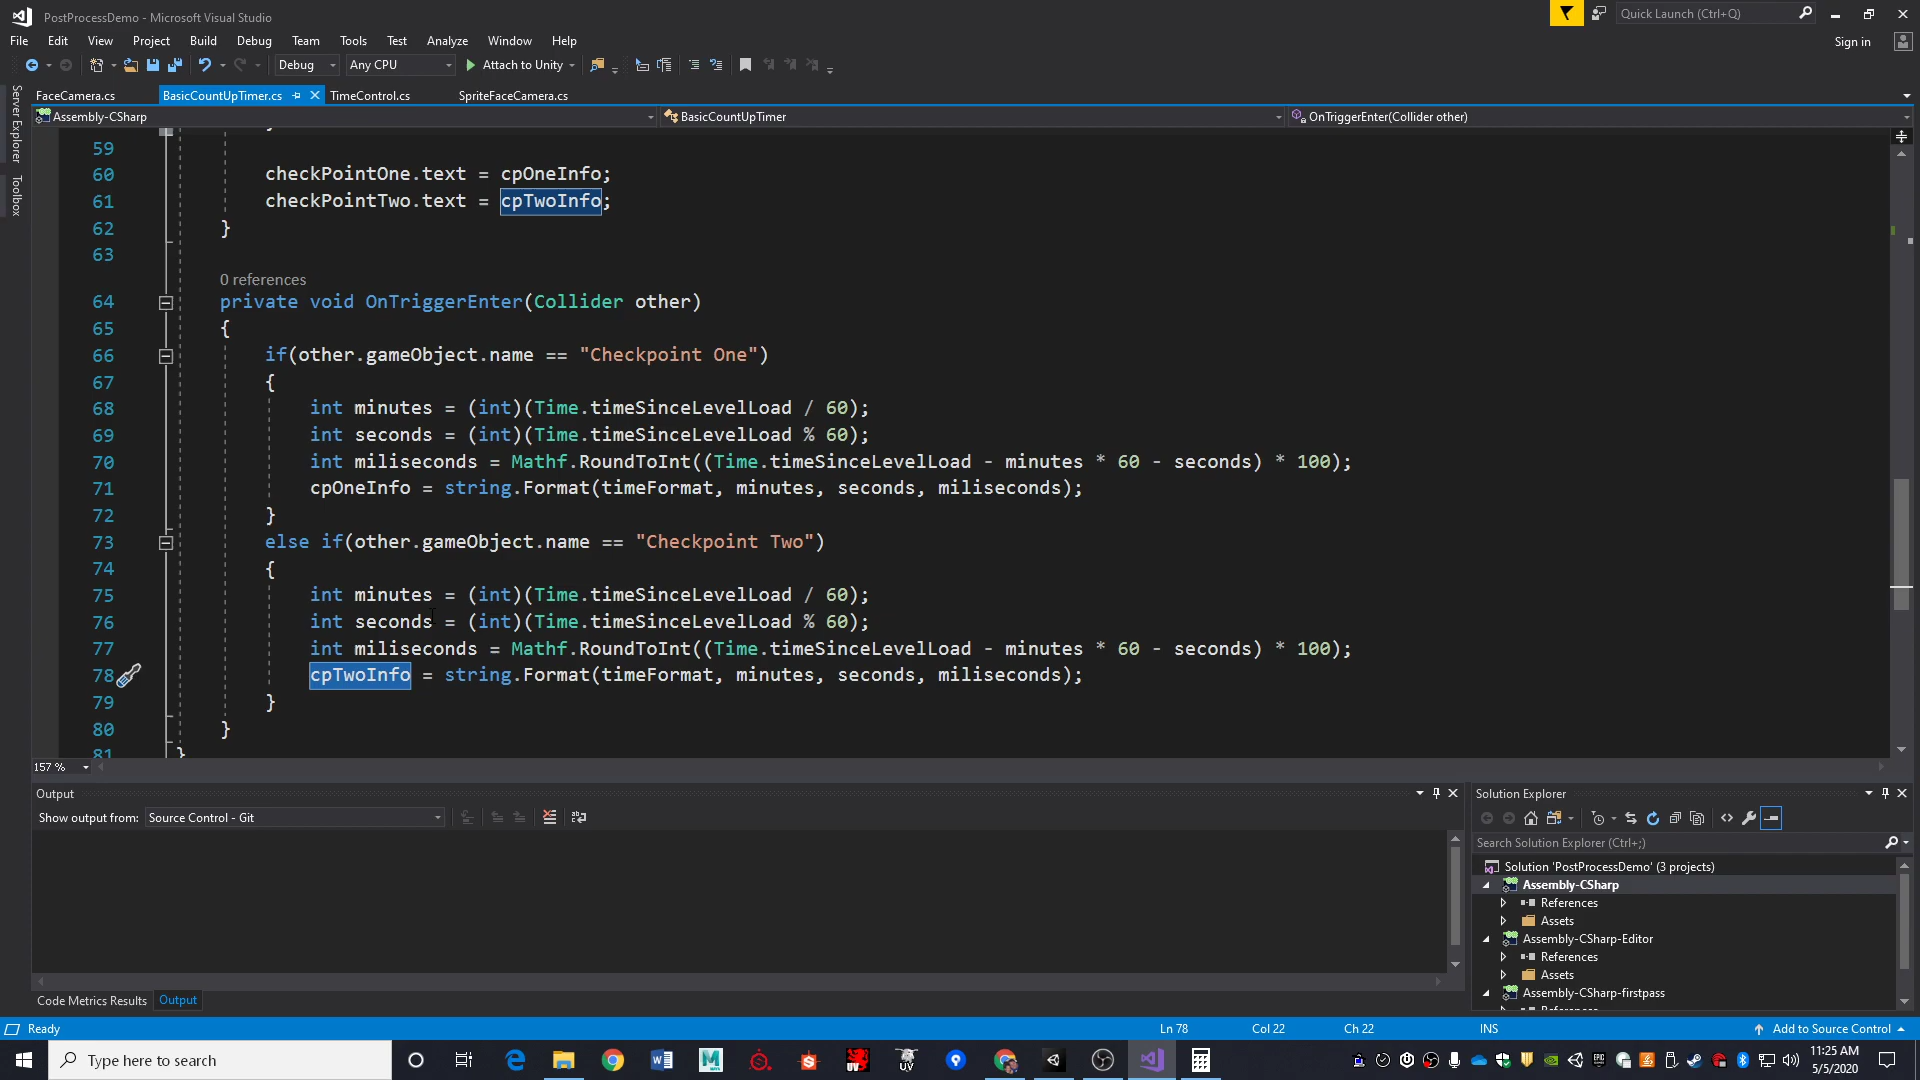 PostProcessDemo - Microsoft Visual Studio
Quick Launch (Ctrl+Q)
File Edit View Project Build Debug Team Tools Test Analyze Window Help
Sign in
Debug Any CPU Attach to Unity
Server Explorer
Toolbox
FaceCamera.cs BasicCountUpTimer.cs TimeControl.cs SpriteFaceCamera.cs
Assembly-CSharp BasicCountUpTimer OnTriggerEnter(Collider other)
59
60 checkPointOne.text = cpOneInfo;
61 checkPointTwo.text = cpTwoInfo;
62 }
63
0 references
64 private void OnTriggerEnter(Collider other)
65 {
66 if(other.gameObject.name == "Checkpoint One")
67 {
68 int minutes = (int)(Time.timeSinceLevelLoad / 60);
69 int seconds = (int)(Time.timeSinceLevelLoad % 60);
70 int miliseconds = Mathf.RoundToInt((Time.timeSinceLevelLoad - minutes * 60 - seconds) * 100);
71 cpOneInfo = string.Format(timeFormat, minutes, seconds, miliseconds);
72 }
73 else if(other.gameObject.name == "Checkpoint Two")
74 {
75 int minutes = (int)(Time.timeSinceLevelLoad / 60);
76 int seconds = (int)(Time.timeSinceLevelLoad % 60);
77 int miliseconds = Mathf.RoundToInt((Time.timeSinceLevelLoad - minutes * 60 - seconds) * 100);
78 cpTwoInfo = string.Format(timeFormat, minutes, seconds, miliseconds);
79 }
80 }
81 }
157 %
Output
Show output from: Source Control - Git
Code Metrics Results Output
Solution Explorer
Search Solution Explorer (Ctrl+;)
Solution 'PostProcessDemo' (3 projects)
Assembly-CSharp
References
Assets
Assembly-CSharp-Editor
References
Assets
Assembly-CSharp-firstpass
Ready Ln 78 Col 22 Ch 22 INS Add to Source Control
Type here to search
11:25 AM
5/5/2020